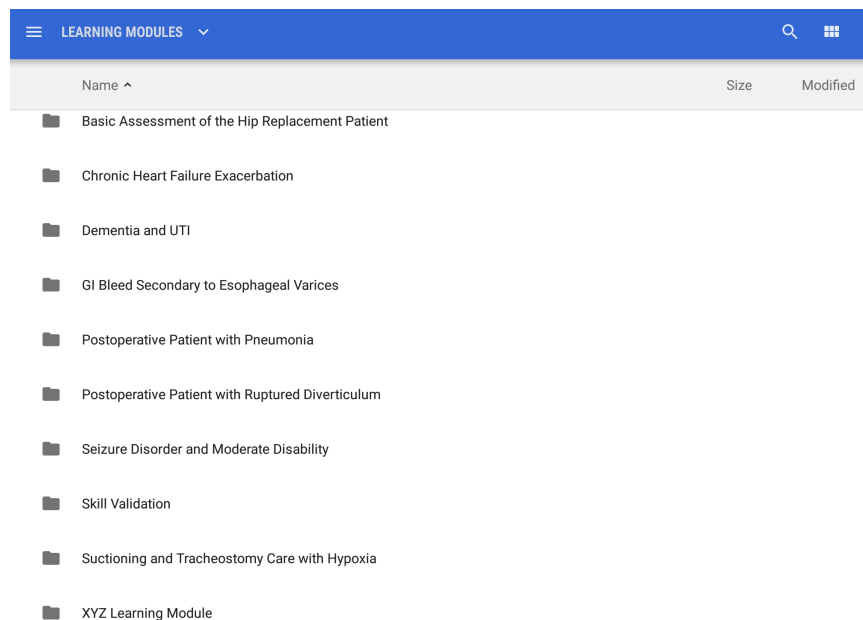 LEARNING MODULES
Name Size Modified
Basic Assessment of the Hip Replacement Patient
Chronic Heart Failure Exacerbation
Dementia and UTI
GI Bleed Secondary to Esophageal Varices
Postoperative Patient with Pneumonia
Postoperative Patient with Ruptured Diverticulum
Seizure Disorder and Moderate Disability
Skill Validation
Suctioning and Tracheostomy Care with Hypoxia
XYZ Learning Module